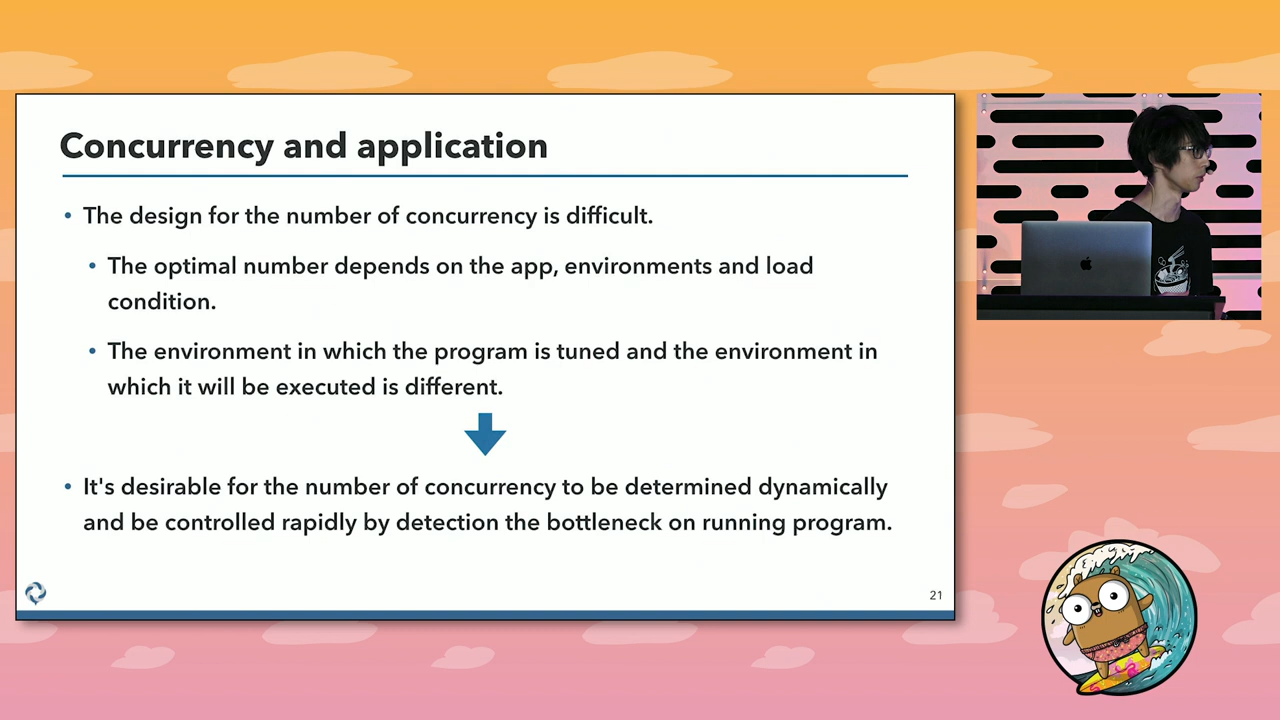 Concurrency and application
• The design for the number of concurrency is difficult.
• The optimal number depends on the app, environments and load
condition.
• The environment in which the program is tuned and the environment in
which it will be executed is different.
• It's desirable for the number of concurrency to be determined dynamically
and be controlled rapidly by detection the bottleneck on running program.
21